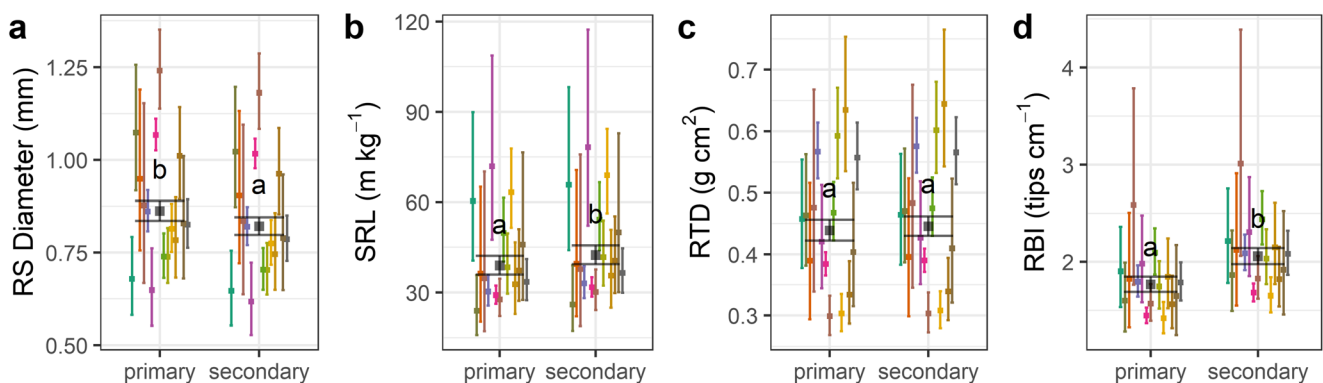 a
RS Diameter (mm)
1.25
1.00
0.75
0.50
b
a
primary
secondary
b
SRL (m kg⁻¹)
120
90
60
30
a
b
primary
secondary
c
RTD (g cm²)
0.7
0.6
0.5
0.4
0.3
a
a
primary
secondary
d
RBI (tips cm⁻¹)
4
3
2
a
b
primary
secondary